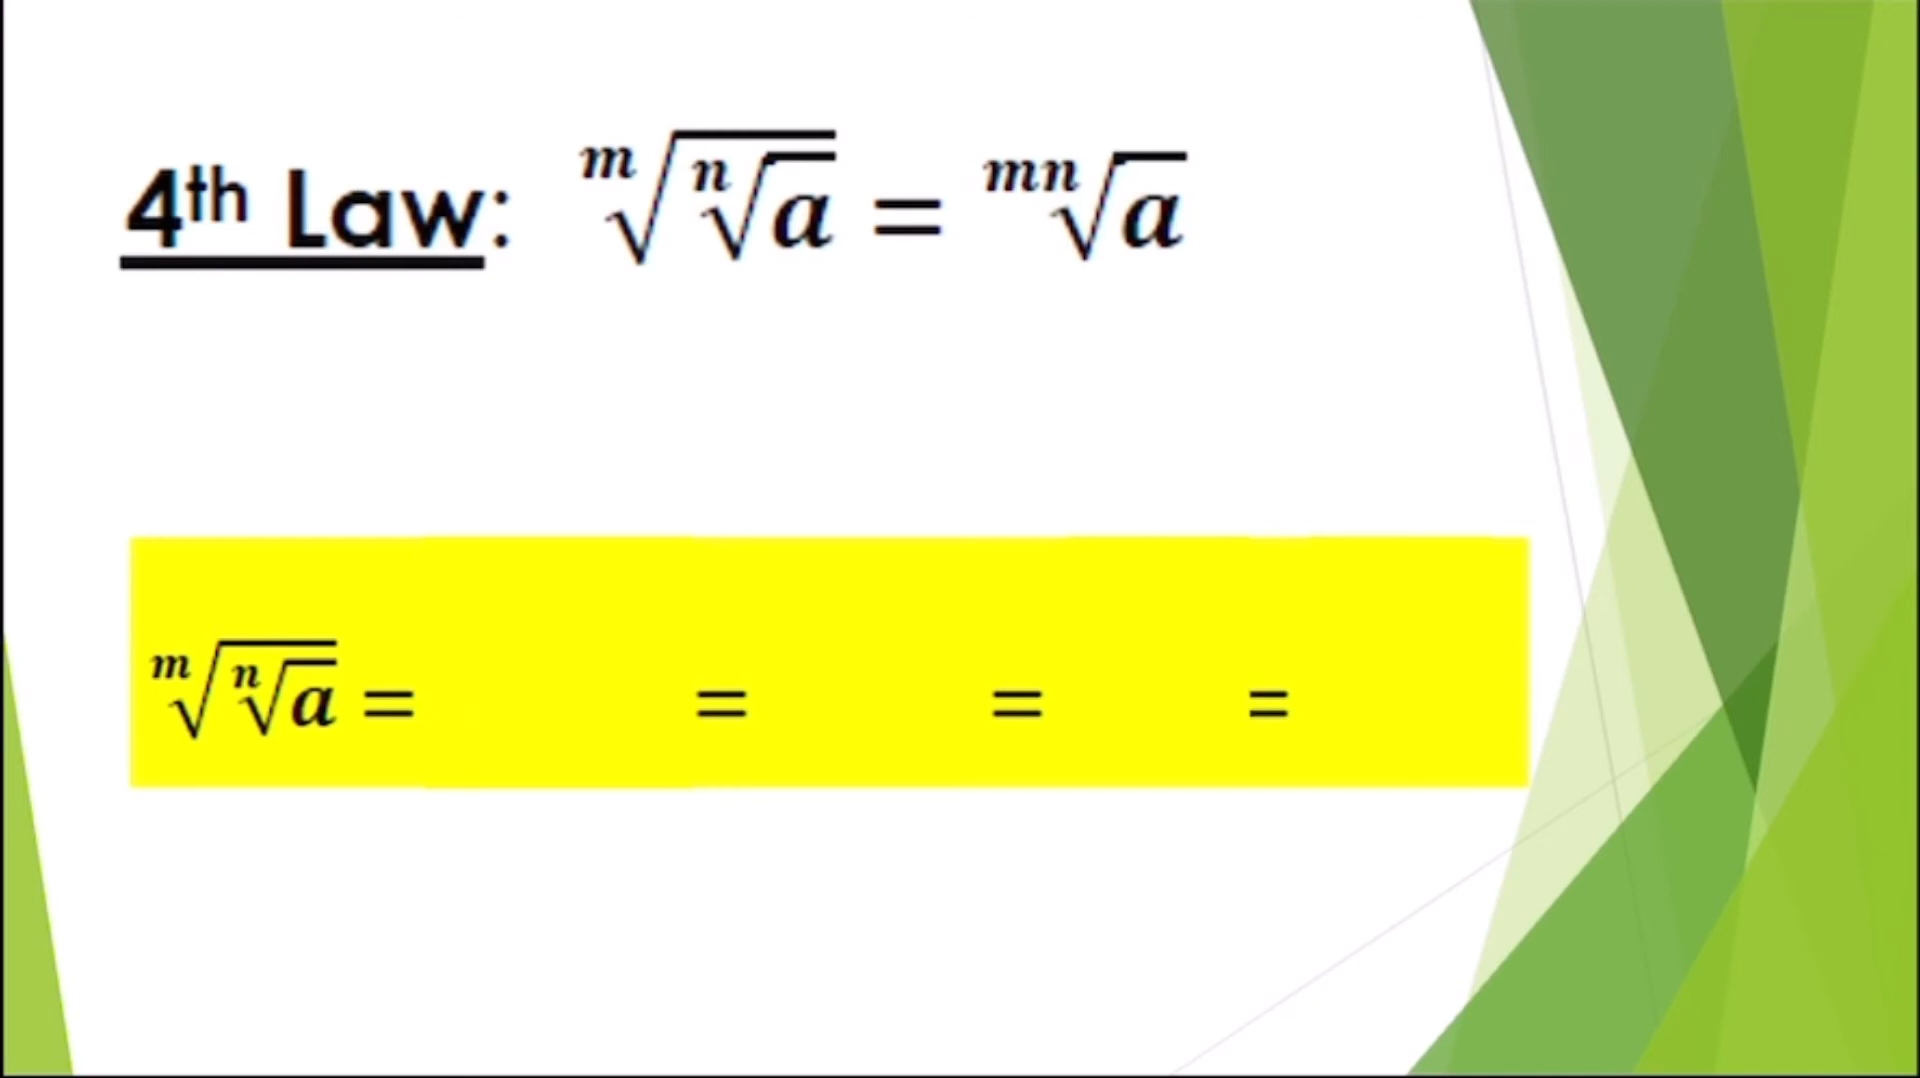 4th Law: ᵐ√ⁿ√a = ᵐⁿ√a
ᵐ√ⁿ√a = = = =